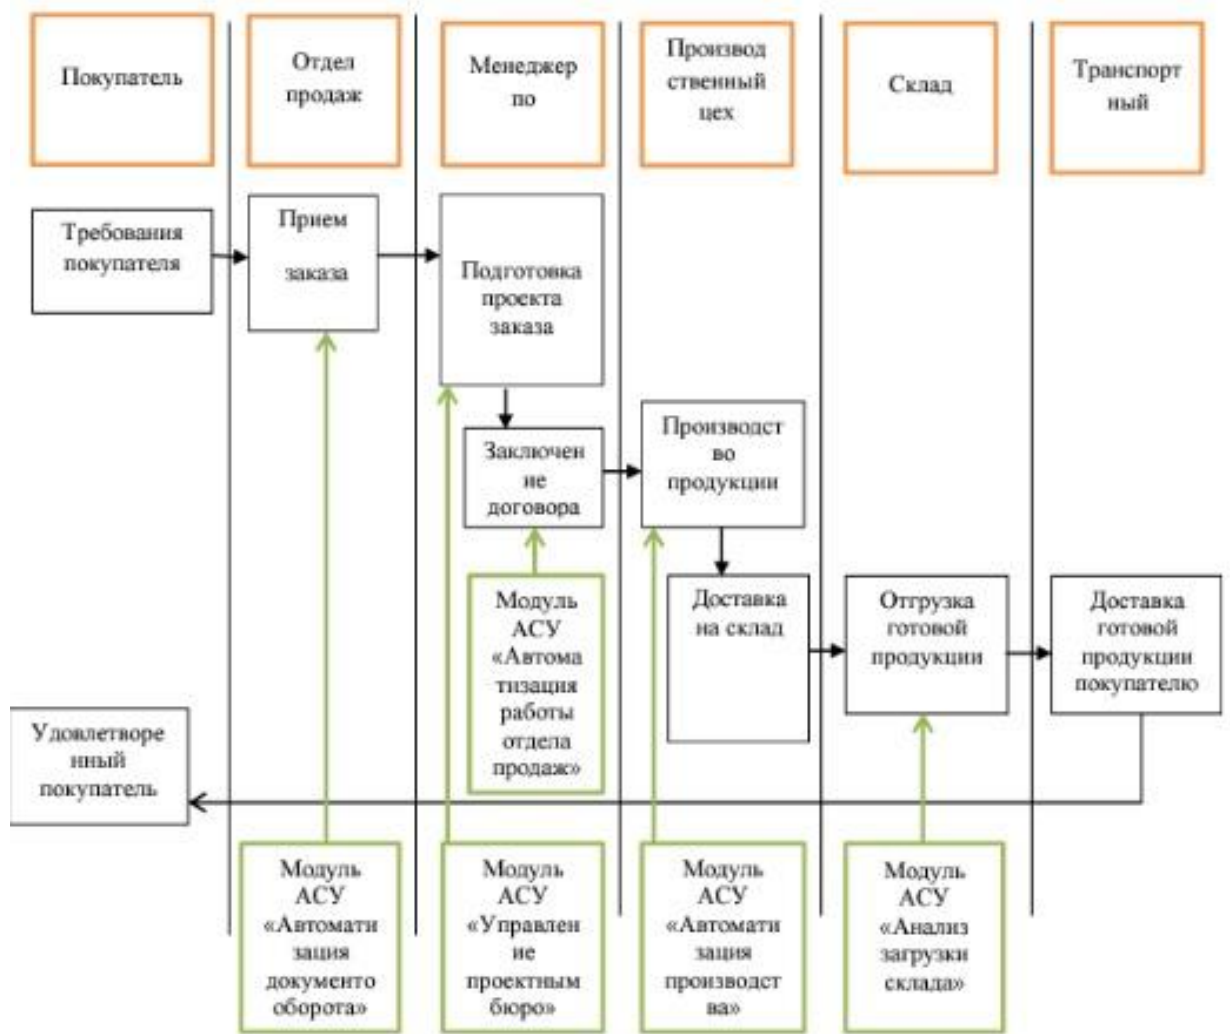 Покупатель
Отдел
продаж
Менеджер
по
Производ
ственный
цех
Склад
Транспорт
ный
Требования
покупателя
Прием
заказа
Подготовка
проекта
заказа
Заключен
ие
договора
Производст
во
продукции
Модуль
АСУ
«Автома
тизация
работы
отдела
продаж»
Доставка
на склад
Отгрузка
готовой
продукции
Доставка
готовой
продукции
покупателю
Удовлетворе
нный
покупатель
Модуль
АСУ
«Автомати
зация
документо
оборота»
Модуль
АСУ
«Управлен
ие
проектным
бюро»
Модуль
АСУ
«Автомати
зация
производст
ва»
Модуль
АСУ
«Анализ
загрузки
склада»